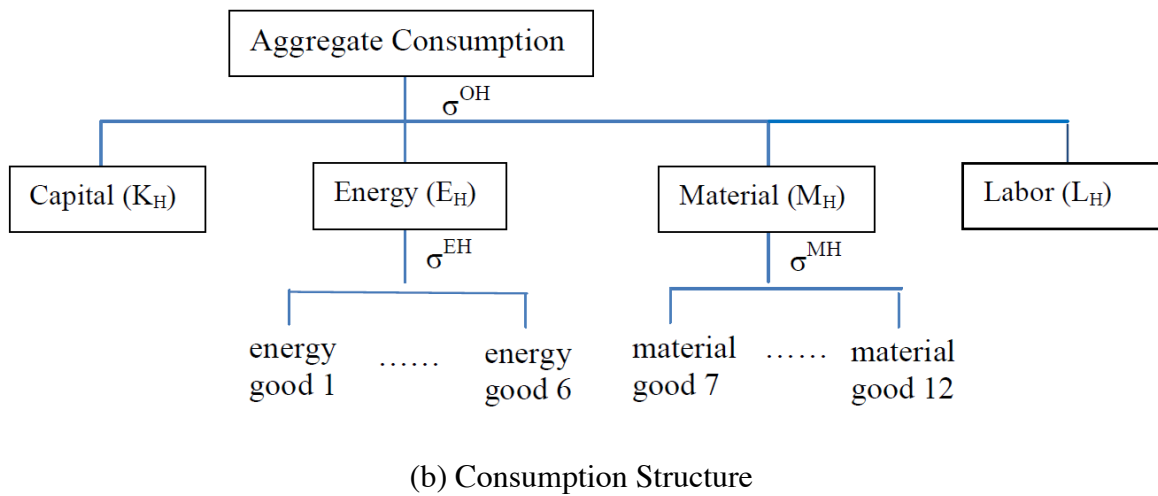 Aggregate Consumption
σ^OH
Capital (K_H)
Energy (E_H)
Material (M_H)
Labor (L_H)
σ^EH
σ^MH
energy good 1
……
energy good 6
material good 7
……
material good 12
(b) Consumption Structure